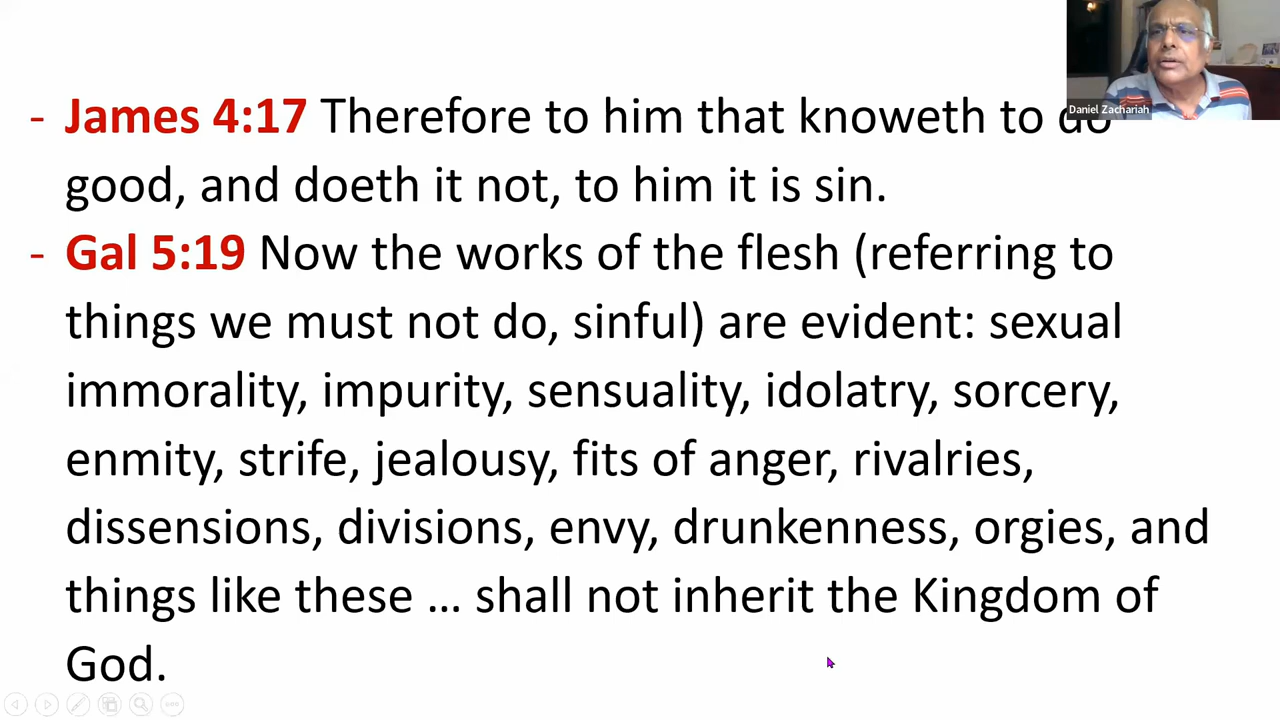 - James 4:17 Therefore to him that knoweth to do
good, and doeth it not, to him it is sin.
- Gal 5:19 Now the works of the flesh (referring to
things we must not do, sinful) are evident: sexual
immorality, impurity, sensuality, idolatry, sorcery,
enmity, strife, jealousy, fits of anger, rivalries,
dissensions, divisions, envy, drunkenness, orgies, and
things like these ... shall not inherit the Kingdom of
God.
Daniel Zachariah